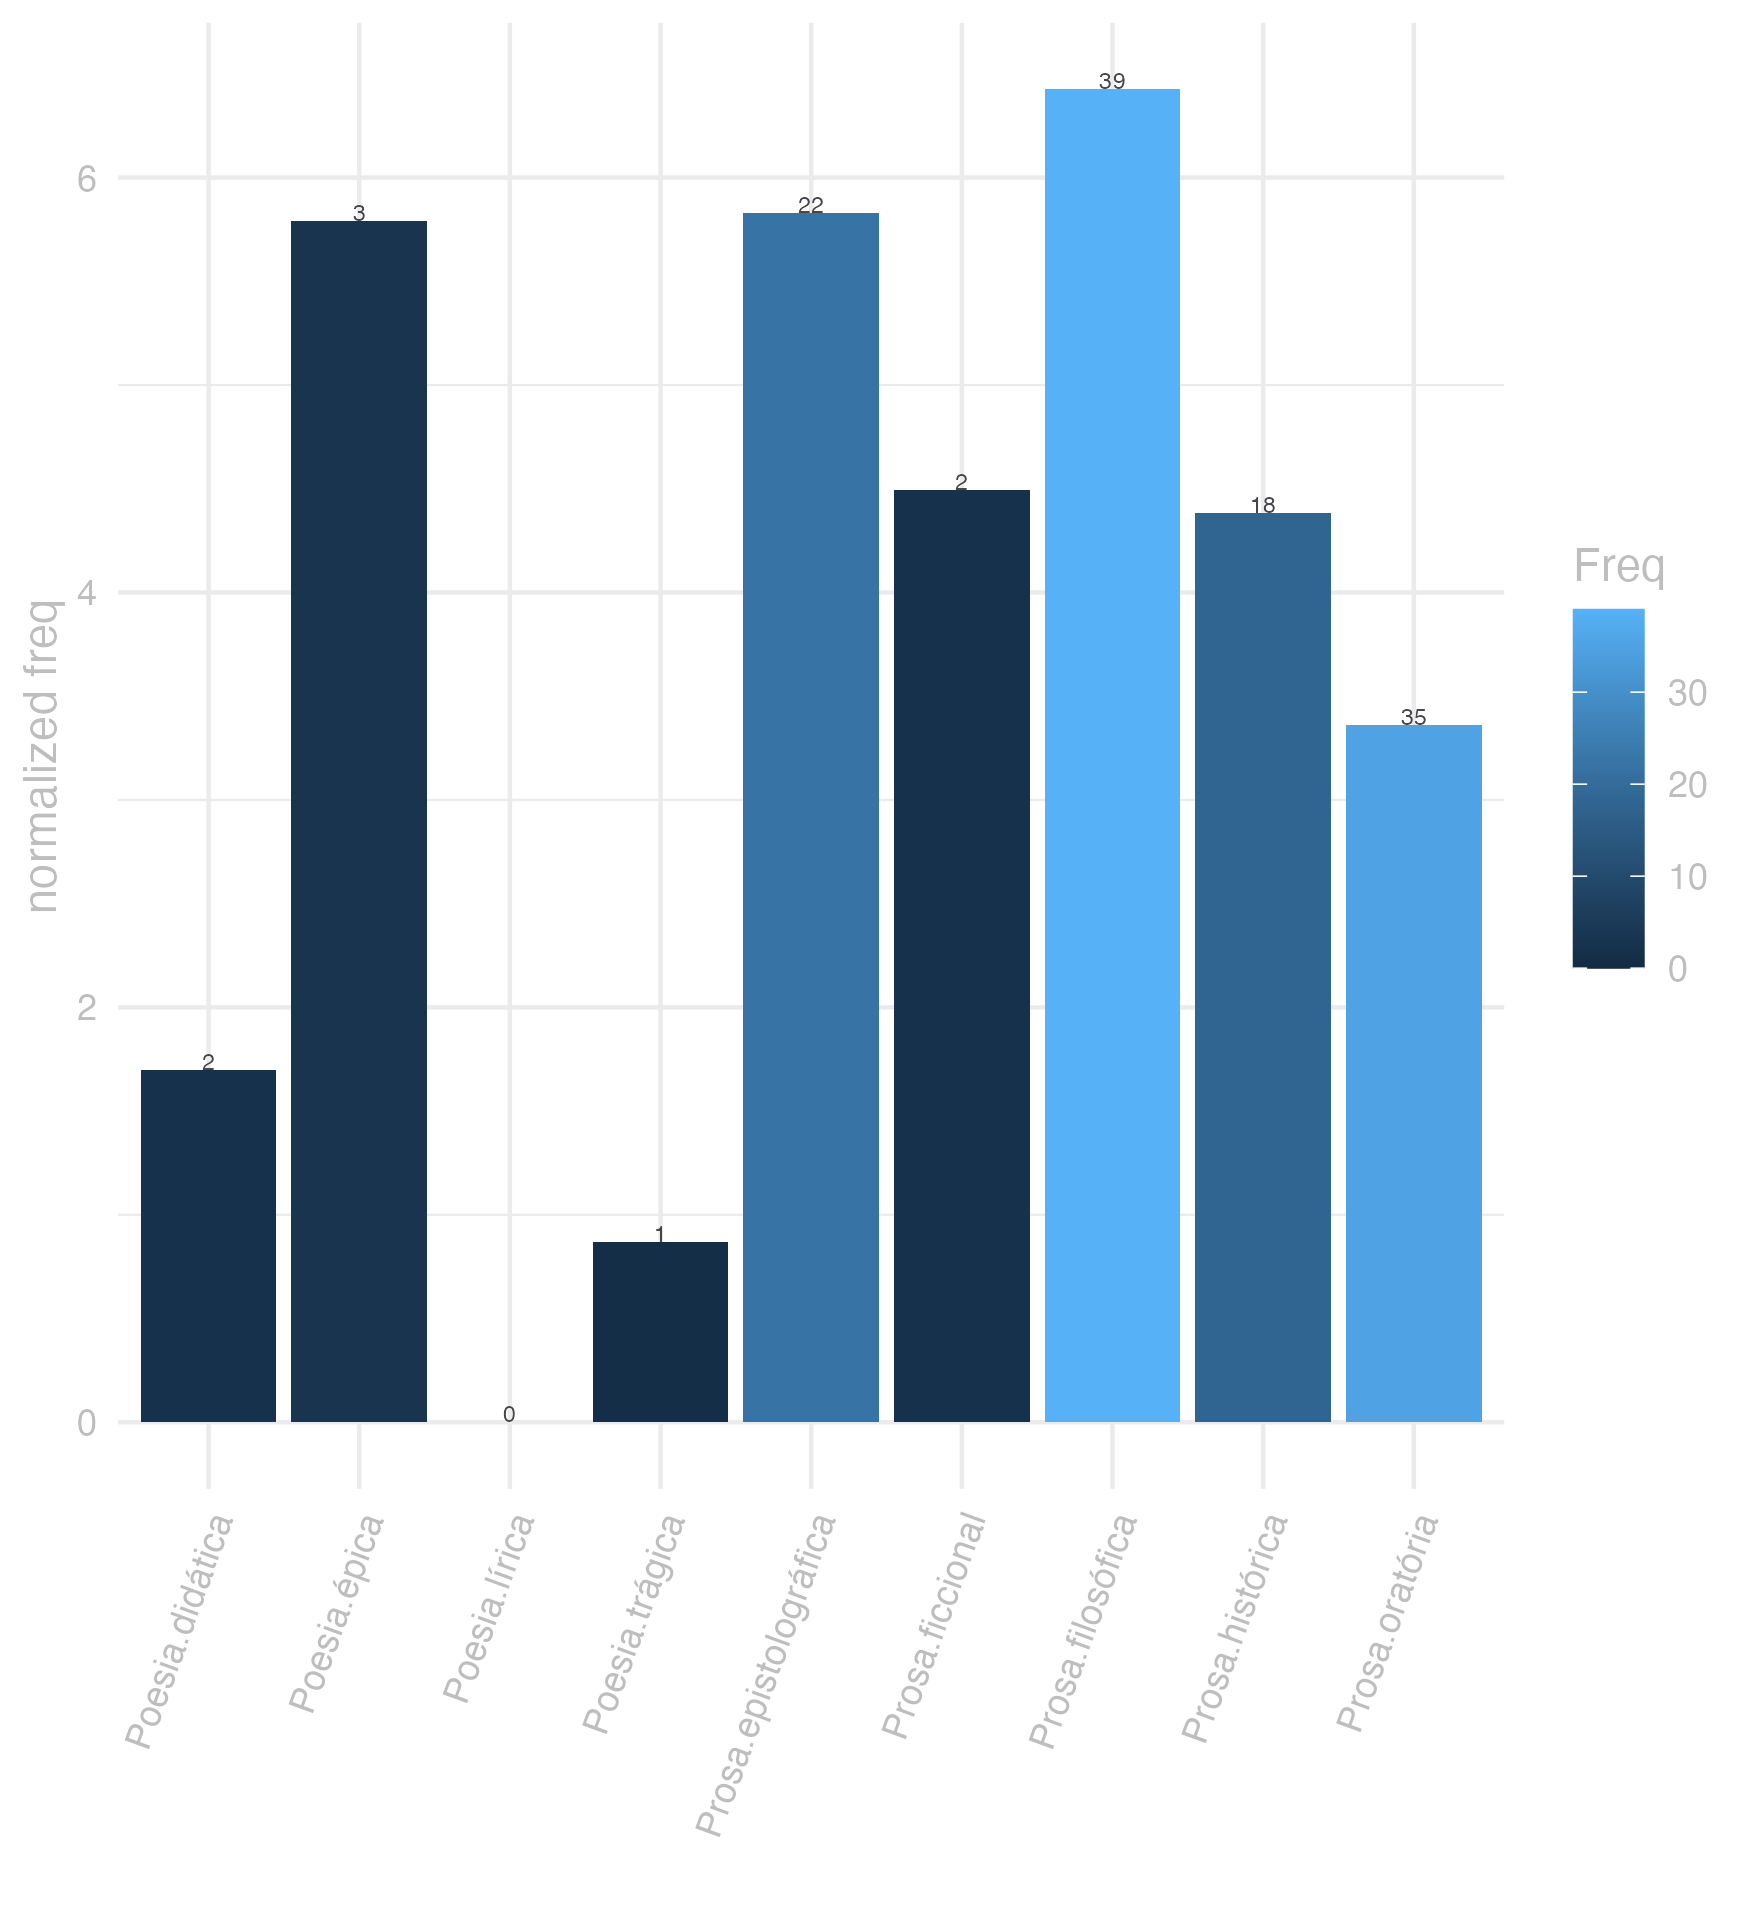 39
6
3
22
2
18
Freq
4
30
35
20
normalized freq
10
0
2
2
1
0
0
Poesia.didática
Poesia.épica
Poesia.lírica
Poesia.trágica
Prosa.epistolográfica
Prosa.ficcional
Prosa.filosófica
Prosa.histórica
Prosa.oratória